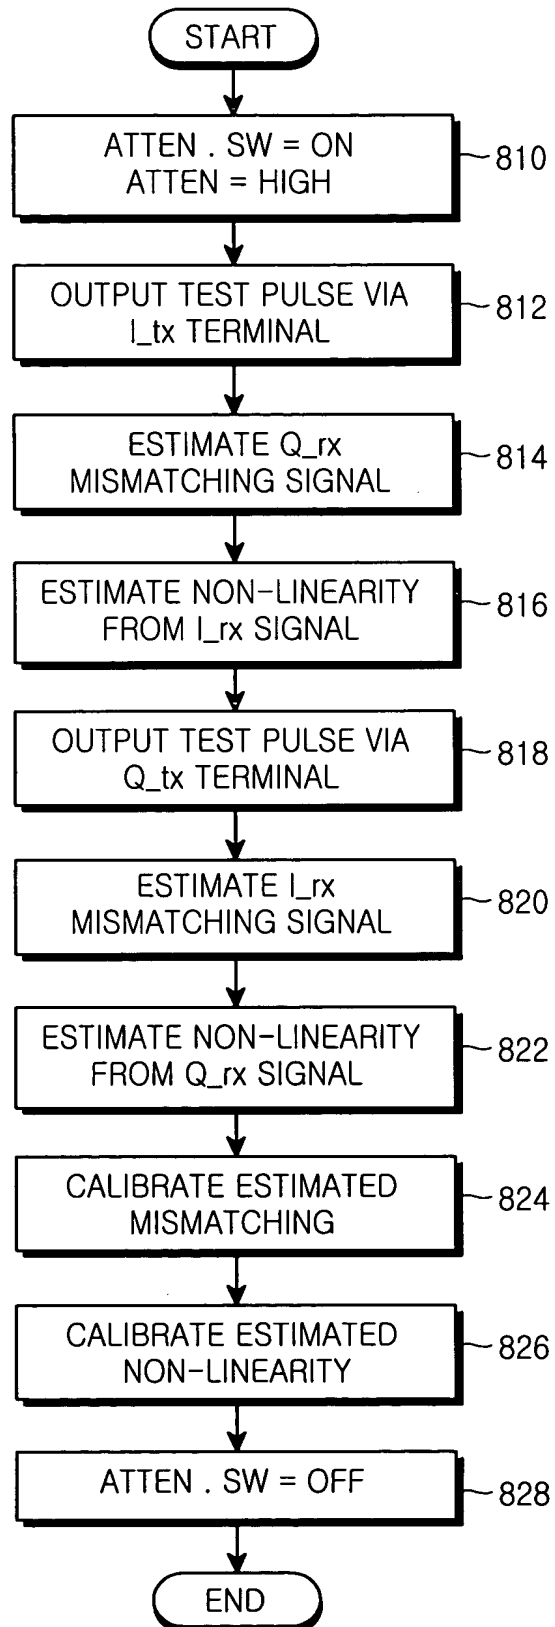 START
ATTEN . SW = ON
ATTEN = HIGH
810
OUTPUT TEST PULSE VIA
I_tx TERMINAL
812
ESTIMATE Q_rx
MISMATCHING SIGNAL
814
ESTIMATE NON-LINEARITY
FROM I_rx SIGNAL
816
OUTPUT TEST PULSE VIA
Q_tx TERMINAL
818
ESTIMATE I_rx
MISMATCHING SIGNAL
820
ESTIMATE NON-LINEARITY
FROM Q_rx SIGNAL
822
CALIBRATE ESTIMATED
MISMATCHING
824
CALIBRATE ESTIMATED
NON-LINEARITY
826
ATTEN . SW = OFF
828
END